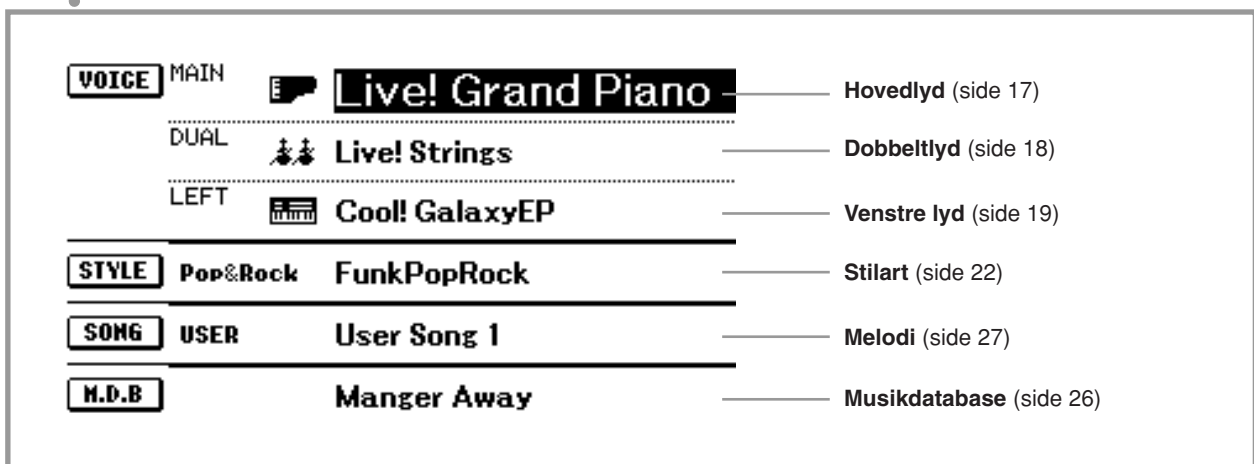 VOICE MAIN Live! Grand Piano Hovedlyd (side 17)
DUAL Live! Strings Dobbeltlyd (side 18)
LEFT Cool! GalaxyEP Venstre lyd (side 19)
STYLE Pop&Rock FunkPopRock Stilart (side 22)
SONG USER User Song 1 Melodi (side 27)
M.D.B Manger Away Musikdatabase (side 26)